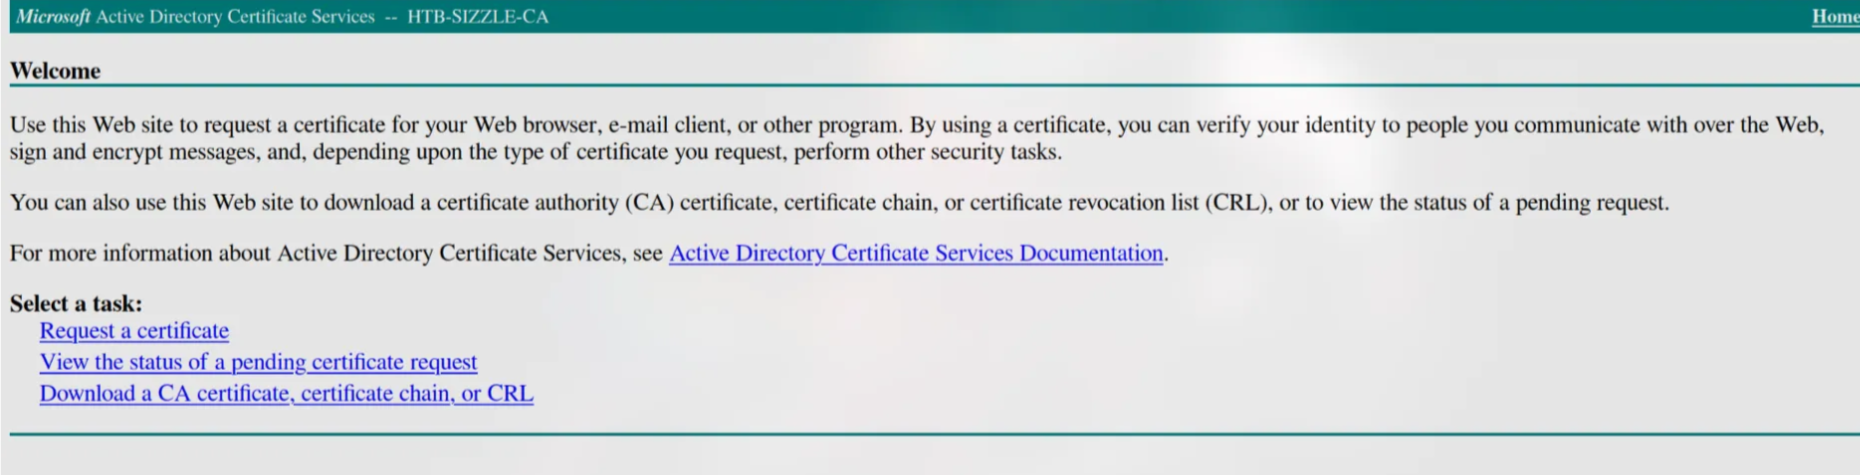 Microsoft Active Directory Certificate Services -- HTB-SIZZLE-CA Home
Welcome
Use this Web site to request a certificate for your Web browser, e-mail client, or other program. By using a certificate, you can verify your identity to people you communicate with over the Web,
sign and encrypt messages, and, depending upon the type of certificate you request, perform other security tasks.
You can also use this Web site to download a certificate authority (CA) certificate, certificate chain, or certificate revocation list (CRL), or to view the status of a pending request.
For more information about Active Directory Certificate Services, see Active Directory Certificate Services Documentation.
Select a task:
Request a certificate
View the status of a pending certificate request
Download a CA certificate, certificate chain, or CRL